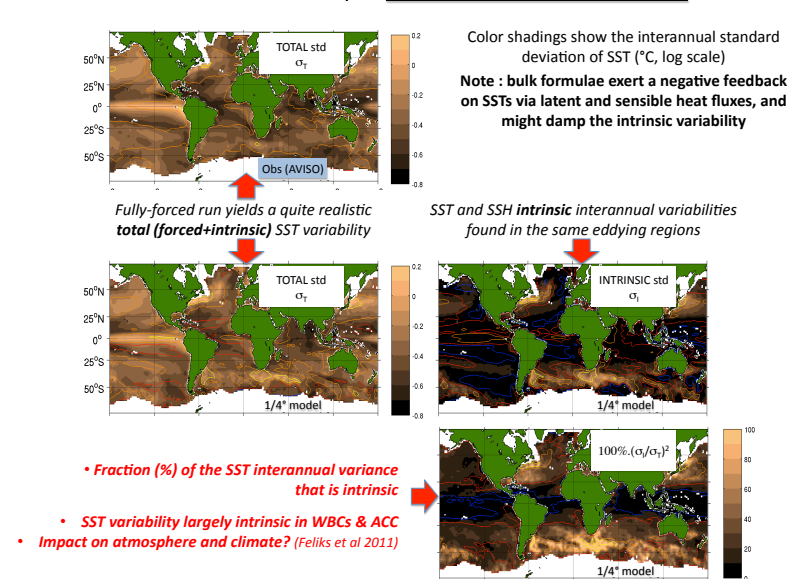 Color shadings show the interannual standard
deviation of SST (°C, log scale)
Note : bulk formulae exert a negative feedback
on SSTs via latent and sensible heat fluxes, and
might damp the intrinsic variability
TOTAL std
σT
50°N
25°N
0°
25°S
50°S
0.2
0
-0.2
-0.4
-0.6
-0.8
Obs (AVISO)
Fully-forced run yields a quite realistic
total (forced+intrinsic) SST variability
SST and SSH intrinsic interannual variabilities
found in the same eddying regions
TOTAL std
σT
50°N
25°N
0°
25°S
50°S
0.2
0
-0.2
-0.4
-0.6
-0.8
1/4° model
INTRINSIC std
σI
1/4° model
100%.(σI/σT)²
100
80
60
40
20
0
1/4° model
• Fraction (%) of the SST interannual variance
that is intrinsic
• SST variability largely intrinsic in WBCs & ACC
• Impact on atmosphere and climate? (Feliks et al 2011)